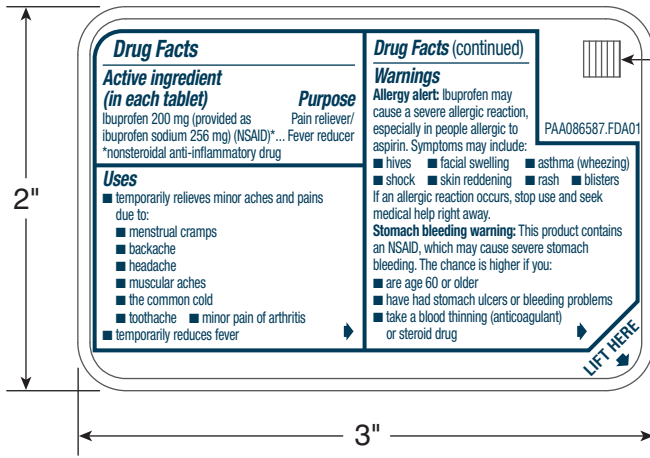 Drug Facts
Active ingredient
(in each tablet) Purpose
Ibuprofen 200 mg (provided as Pain reliever/
ibuprofen sodium 256 mg) (NSAID)*... Fever reducer
*nonsteroidal anti-inflammatory drug
Uses
■ temporarily relieves minor aches and pains
due to:
■ menstrual cramps
■ backache
■ headache
■ muscular aches
■ the common cold
■ toothache ■ minor pain of arthritis
■ temporarily reduces fever
Drug Facts (continued)
Warnings
Allergy alert: Ibuprofen may
cause a severe allergic reaction,
especially in people allergic to
aspirin. Symptoms may include:
■ hives ■ facial swelling ■ asthma (wheezing)
■ shock ■ skin reddening ■ rash ■ blisters
If an allergic reaction occurs, stop use and seek
medical help right away.
Stomach bleeding warning: This product contains
an NSAID, which may cause severe stomach
bleeding. The chance is higher if you:
■ are age 60 or older
■ have had stomach ulcers or bleeding problems
■ take a blood thinning (anticoagulant)
or steroid drug
PAA086587.FDA01
LIFT HERE
2"
3"